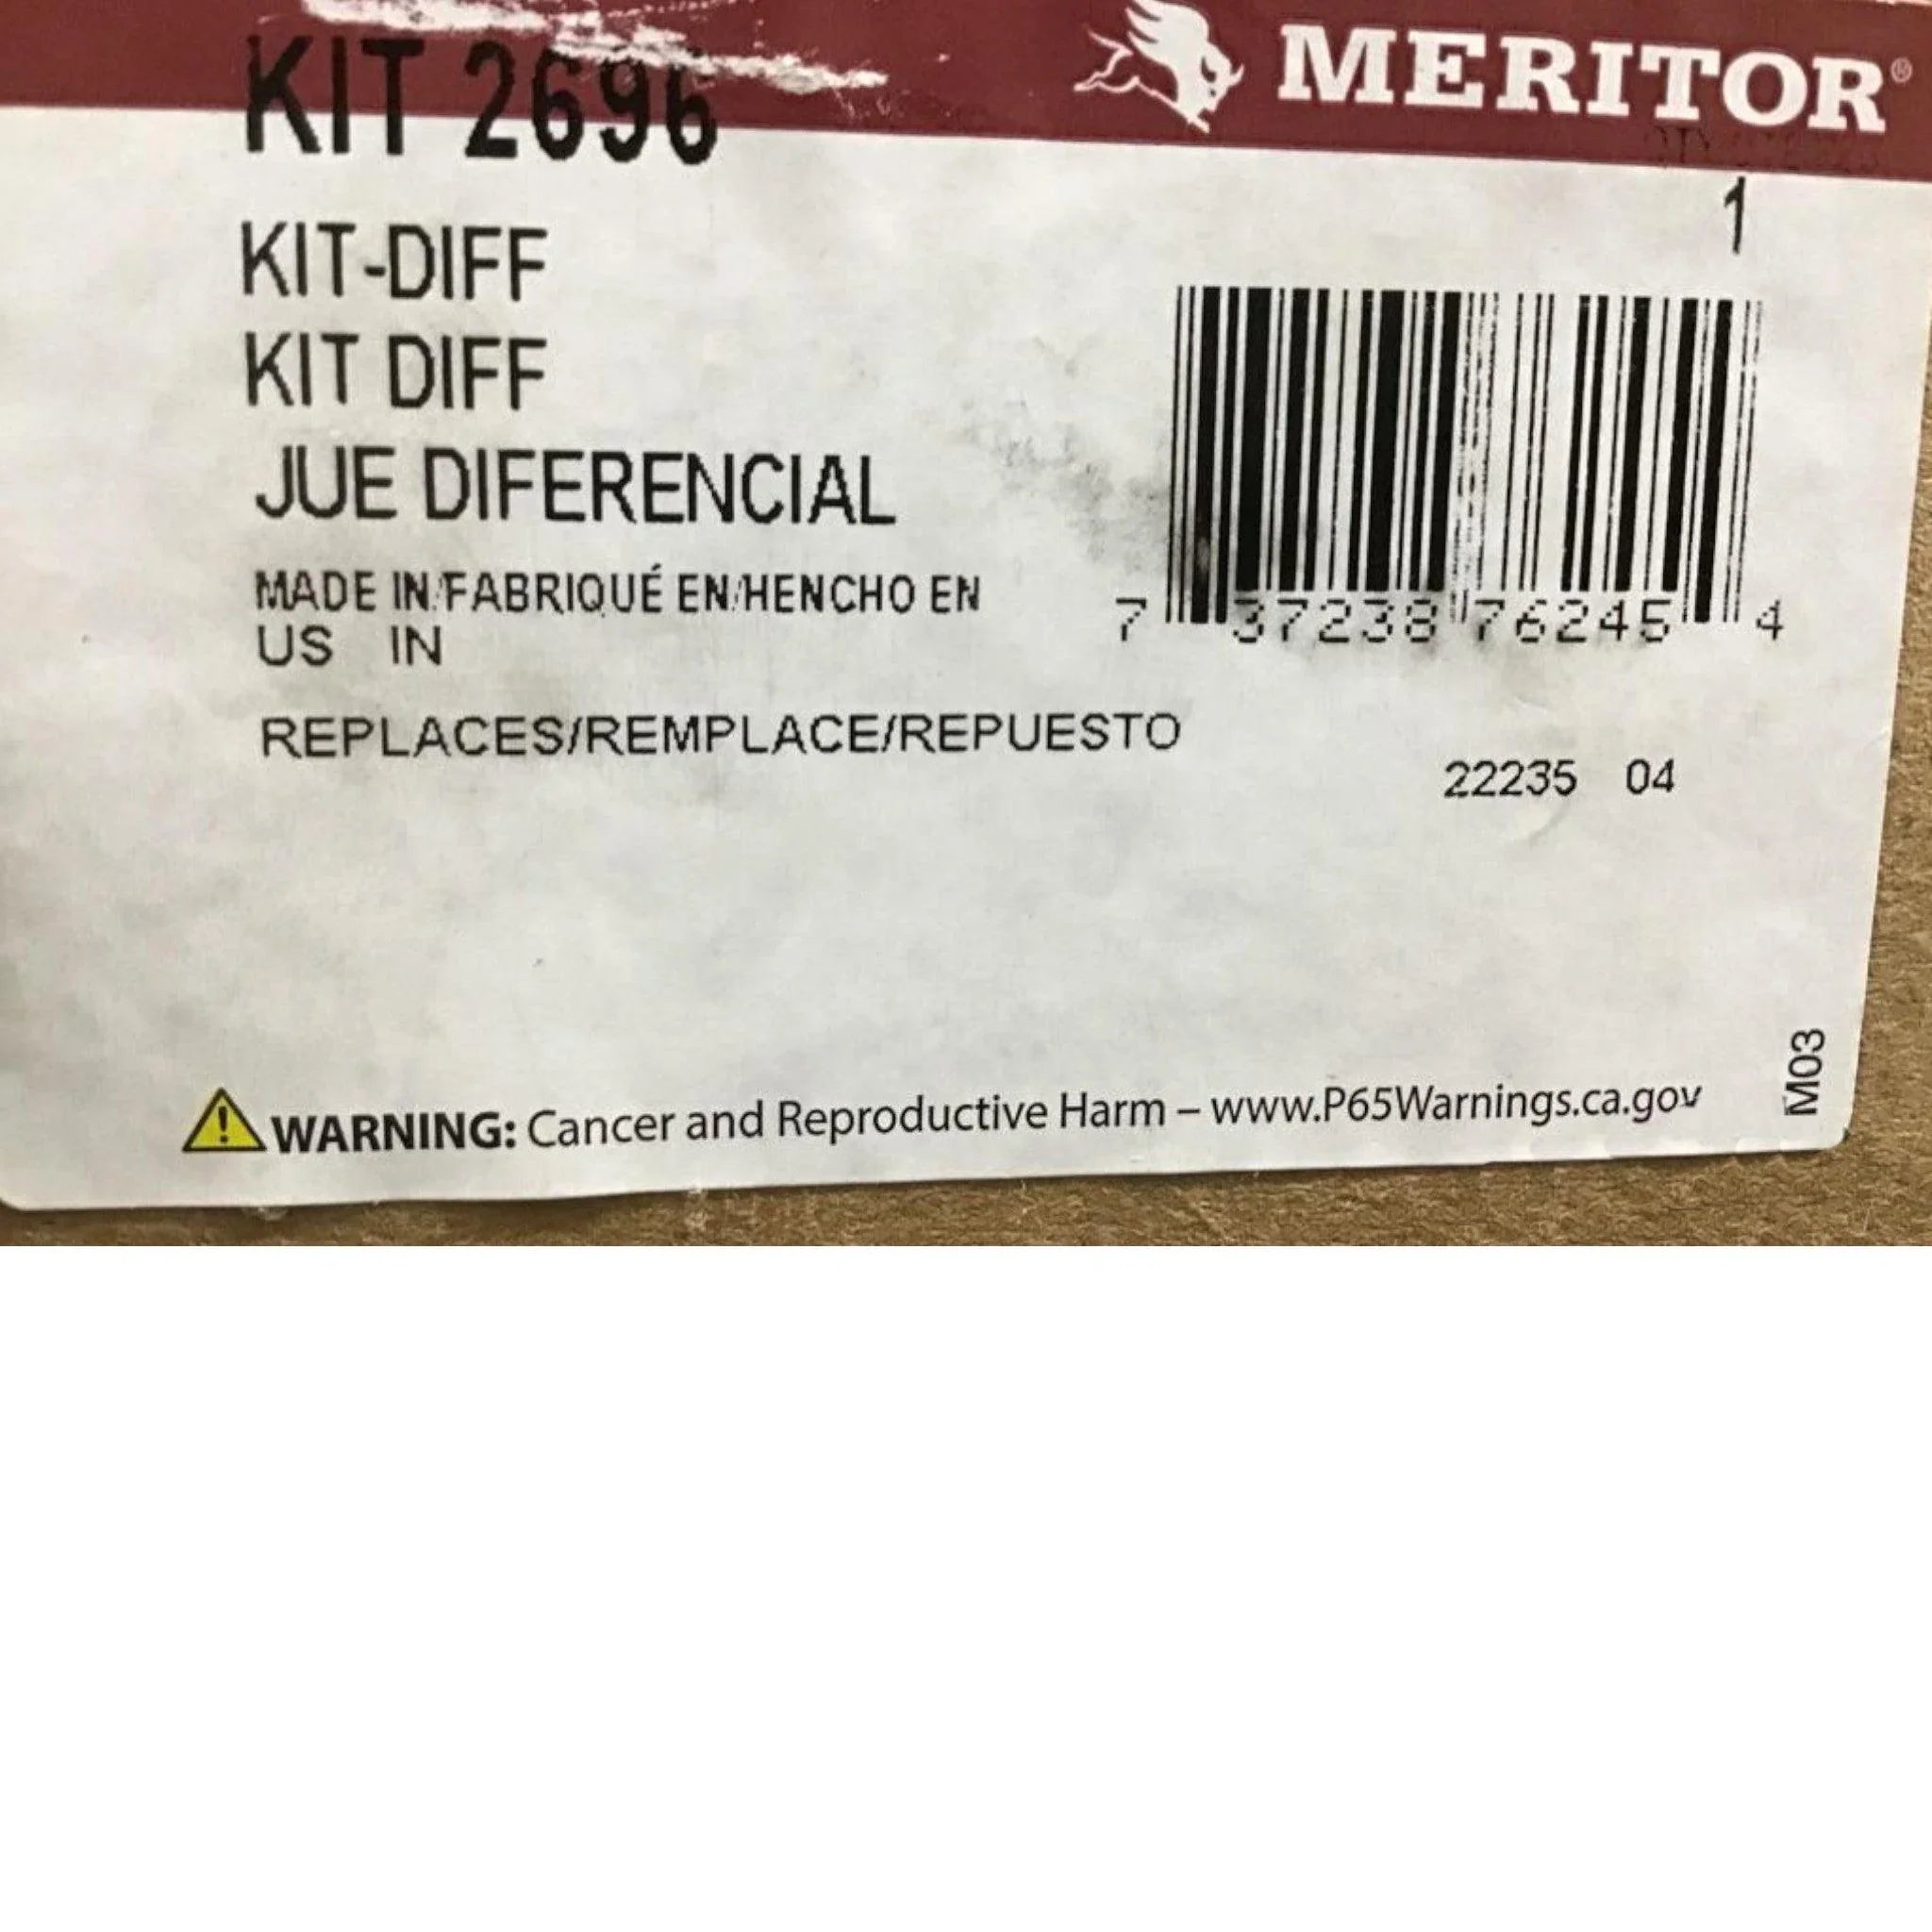 KIT 2696
MERITOR®
1
KIT-DIFF
KIT DIFF
JUE DIFERENCIAL
MADE IN/FABRIQUÉ EN/HENCHO EN
US IN
7 37238 76245 4
REPLACES/REMPLACE/REPUESTO
22235 04
M03
WARNING: Cancer and Reproductive Harm – www.P65Warnings.ca.gov